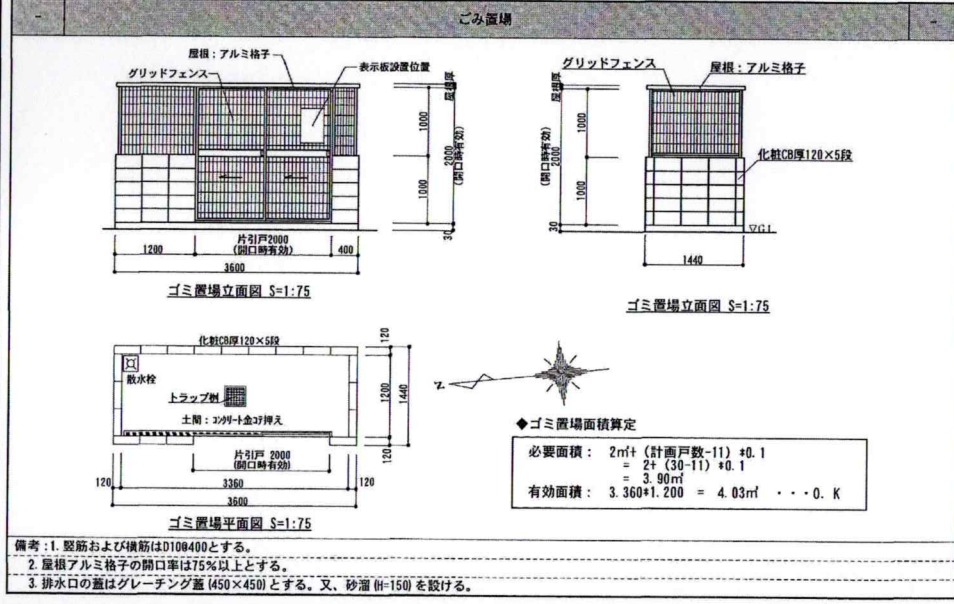 ごみ置場
屋根：アルミ格子
グリッドフェンス
表示板設置位置
屋根厚
1000
2000
(開口時有効)
1000
30
1200
片引戸2000
(開口時有効)
400
3600
ゴミ置場立面図 S=1:75
グリッドフェンス
屋根：アルミ格子
屋根厚
1000
2000
(開口時有効)
1000
30
化粧CB厚120×5段
▽GL
1440
ゴミ置場立面図 S=1:75
化粧CB厚120×5段
散水栓
トラップ桝
土間：コンクリート金コテ押え
片引戸 2000
(開口時有効)
120
1200
1440
120
120
3360
120
3600
ゴミ置場平面図 S=1:75
N
◆ゴミ置場面積算定
必要面積： 2㎡+ (計画戸数-11) *0.1
= 2+ (30-11) *0.1
= 3.90㎡
有効面積： 3.360*1.200 = 4.03㎡ ・・・O. K
備考：1. 竪筋および横筋はD10@400とする。
2. 屋根アルミ格子の開口率は75%以上とする。
3. 排水口の蓋はグレーチング蓋 (450×450) とする。又、砂溜 (H=150) を設ける。